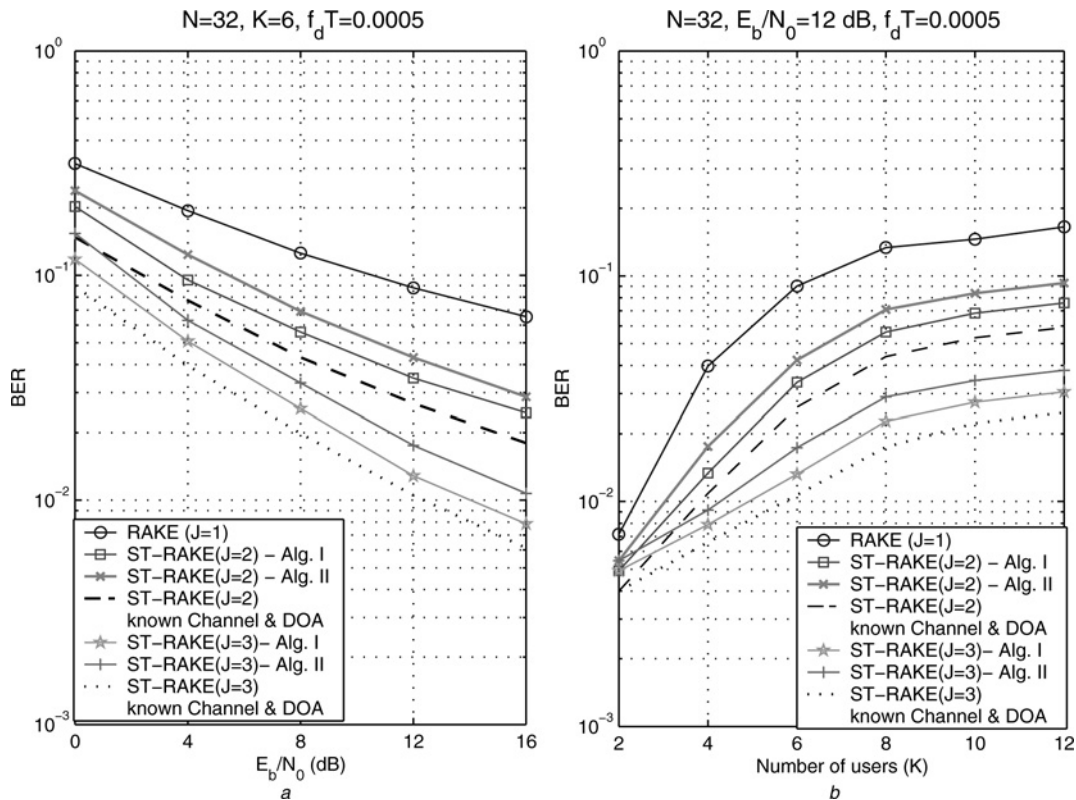 N=32, K=6, f_dT=0.0005
10^0
10^-1
10^-2
10^-3
BER
RAKE (J=1)
ST-RAKE(J=2) - Alg. I
ST-RAKE(J=2) - Alg. II
ST-RAKE(J=2)
known Channel & DOA
ST-RAKE(J=3)- Alg. I
ST-RAKE(J=3)- Alg. II
ST-RAKE(J=3)
known Channel & DOA
0 4 8 12 16
E_b/N_0 (dB)
a
N=32, E_b/N_0=12 dB, f_dT=0.0005
10^0
10^-1
10^-2
10^-3
BER
RAKE (J=1)
ST-RAKE(J=2) - Alg. I
ST-RAKE(J=2) - Alg. II
ST-RAKE(J=2)
known Channel & DOA
ST-RAKE(J=3)- Alg. I
ST-RAKE(J=3)- Alg. II
ST-RAKE(J=3)
known Channel & DOA
2 4 6 8 10 12
Number of users (K)
b